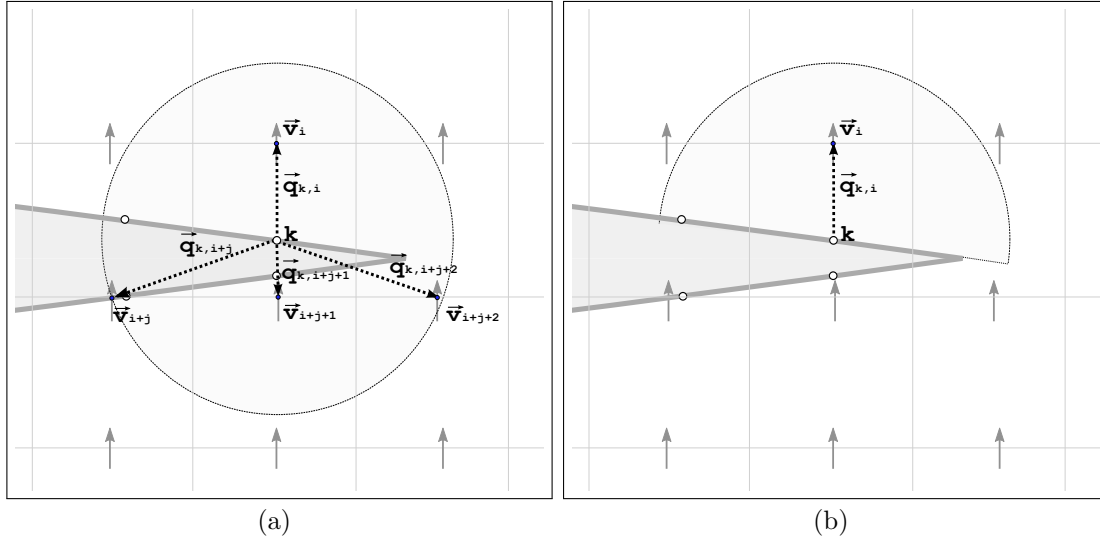 v⃗i
q⃗k,i
k
q⃗k,i+j
q⃗k,i+j+1
q⃗k,i+j+2
v⃗i+j
v⃗i+j+1
v⃗i+j+2
(a)
v⃗i
q⃗k,i
k
(b)